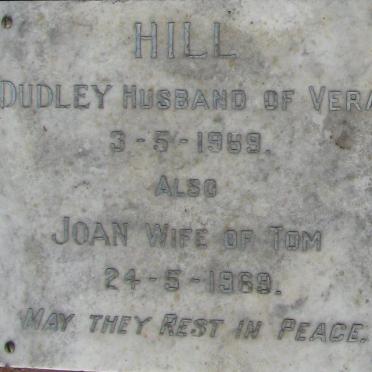 HILL
DUDLEY HUSBAND OF VERA
3-5-1989.
ALSO
JOAN WIFE OF TOM
24-5-1969.
MAY THEY REST IN PEACE.